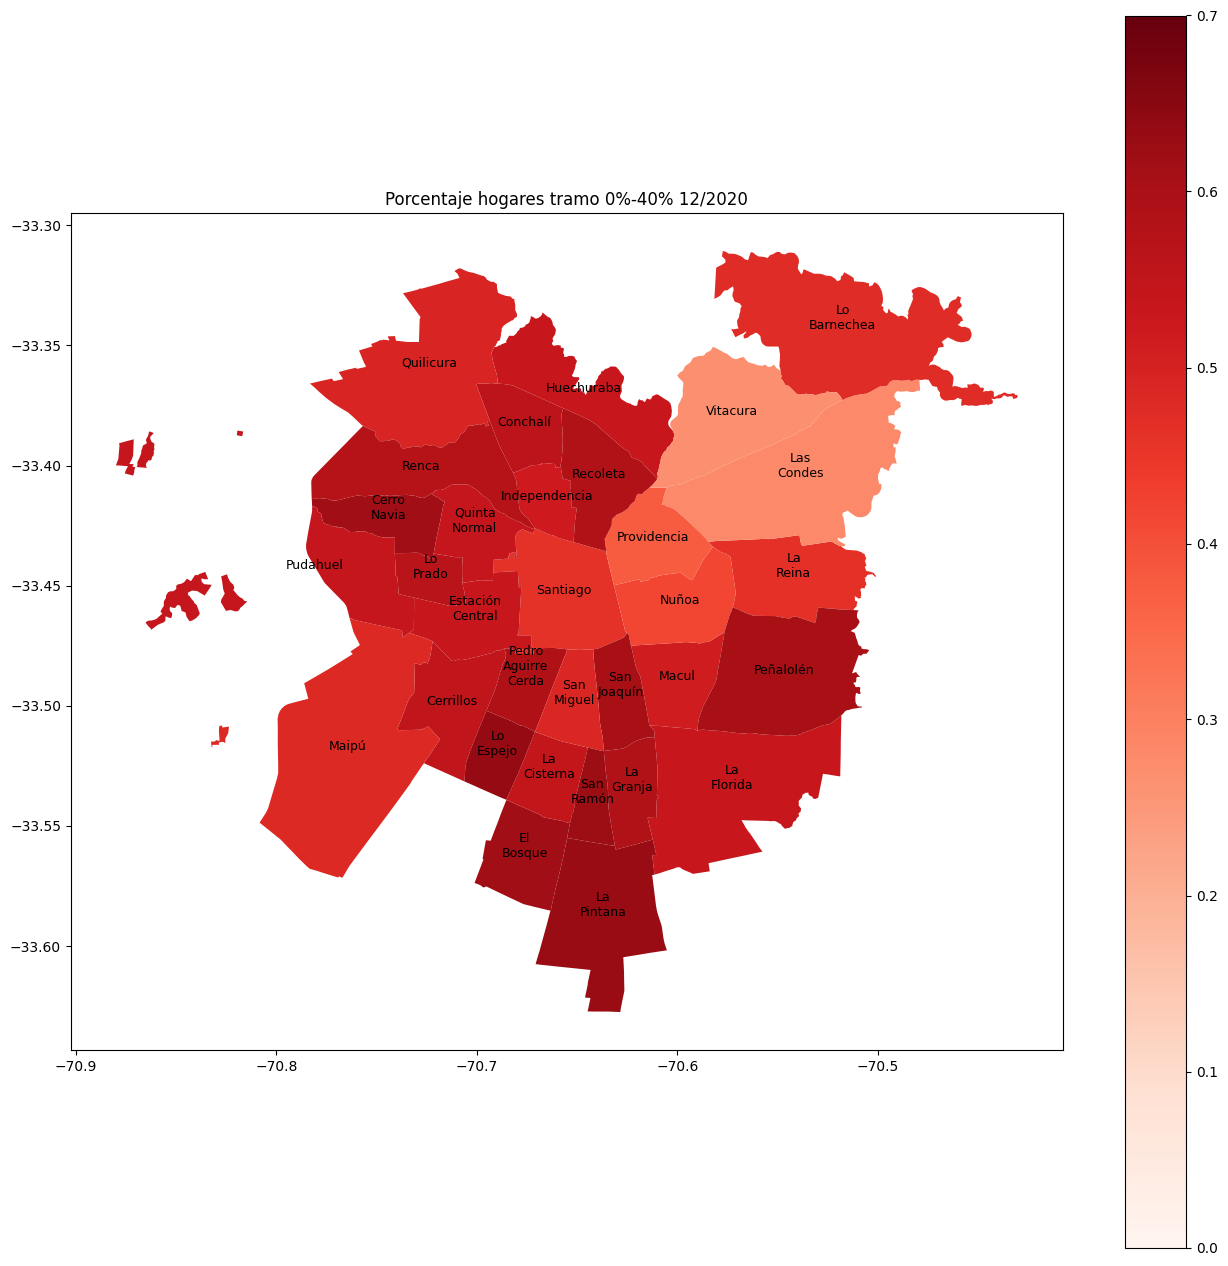 Porcentaje hogares tramo 0%-40% 12/2020
0.7
0.6
0.5
0.4
0.3
0.2
0.1
0.0
−33.30
−33.35
−33.40
−33.45
−33.50
−33.55
−33.60
−70.9
−70.8
−70.7
−70.6
−70.5
Lo
Barnechea
Quilicura
Huechuraba
Vitacura
Conchalí
Las
Condes
Renca
Recoleta
Independencia
Cerro
Navia
Quinta
Normal
Providencia
Pudahuel
Lo
Prado
La
Reina
Santiago
Nuñoa
Estación
Central
Pedro
Aguirre
Cerda
San
Miguel
San
Joaquín
Macul
Peñalolén
Cerrillos
Maipú
Lo
Espejo
La
Cisterna
San
Ramón
La
Granja
La
Florida
El
Bosque
La
Pintana